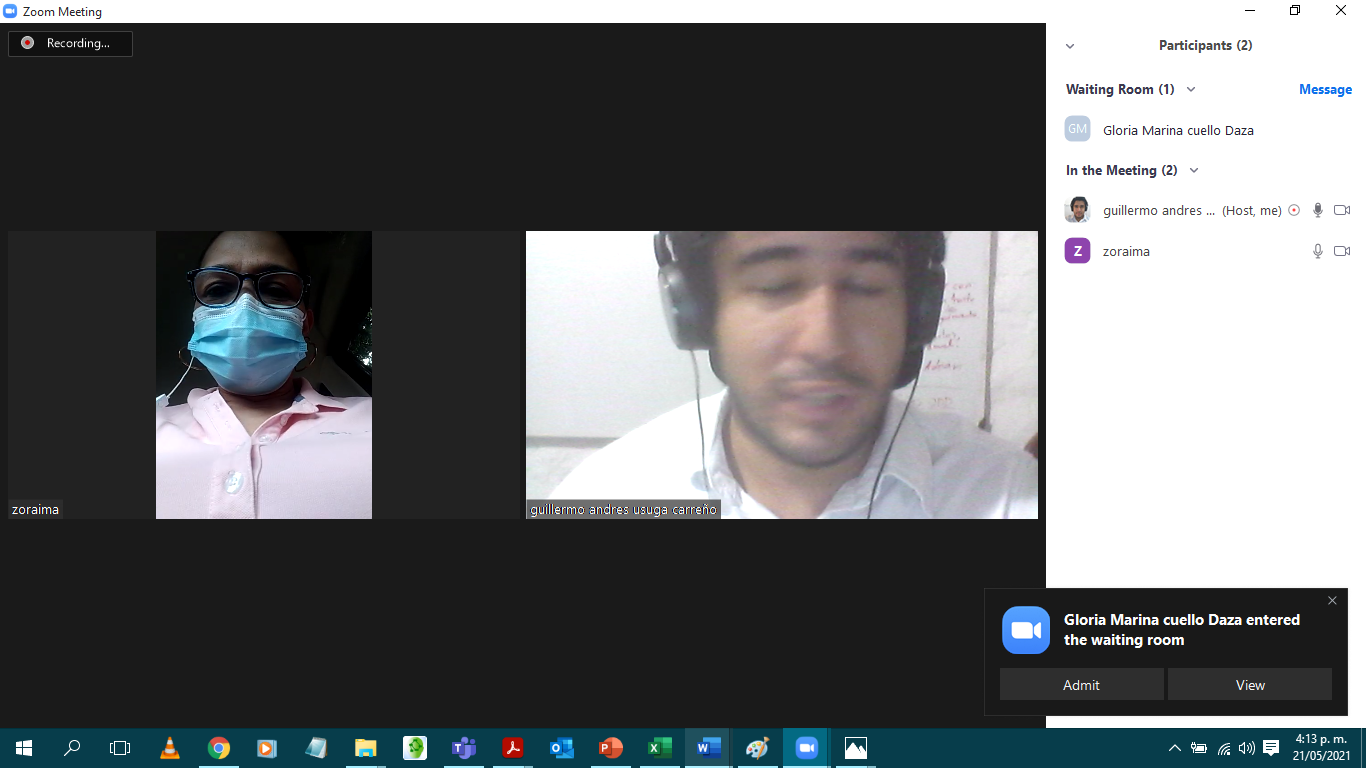 Zoom Meeting
Recording...
Participants (2)
Waiting Room (1)
Message
GM
Gloria Marina cuello Daza
In the Meeting (2)
guillermo andres ... (Host, me)
Z
zoraima
zoraima
guillermo andres usuga carreño
Gloria Marina cuello Daza entered
the waiting room
Admit
View
4:13 p. m.
21/05/2021